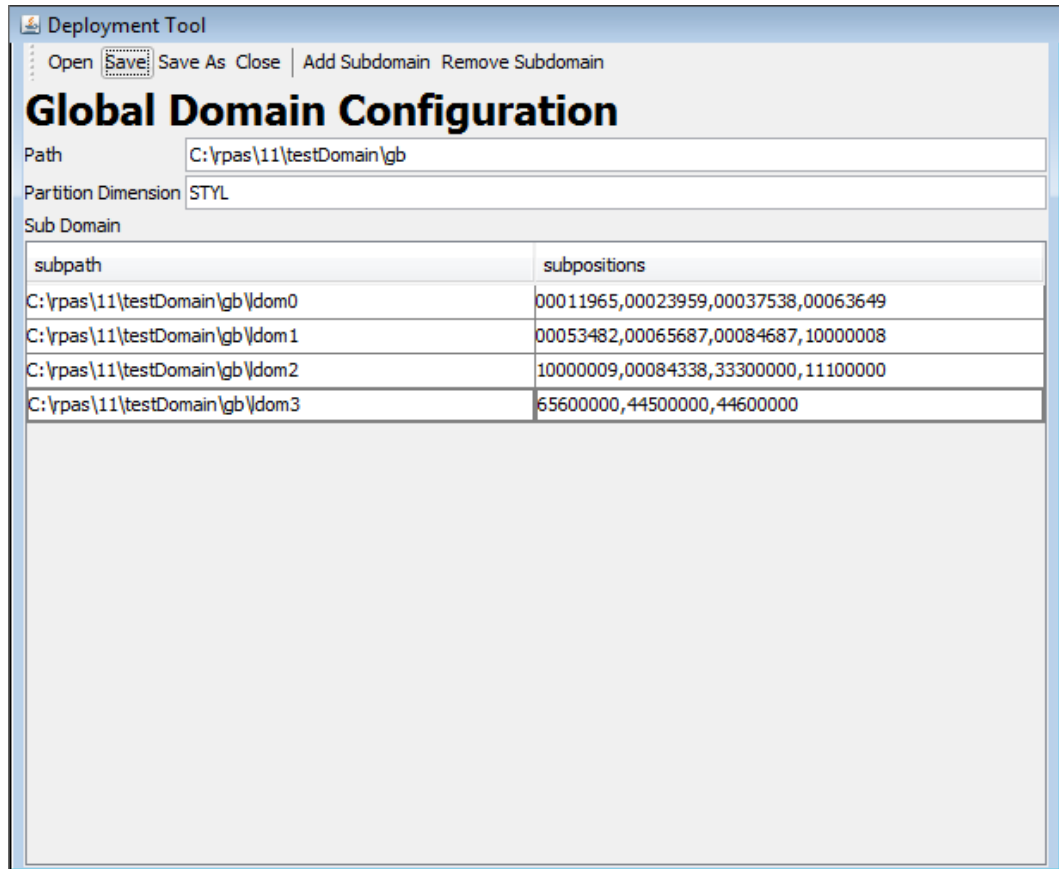 Deployment Tool
Open Save Save As Close Add Subdomain Remove Subdomain
Global Domain Configuration
Path C:\rpas\11\testDomain\gb
Partition Dimension STYL
Sub Domain
subpath subpositions
C:\rpas\11\testDomain\gb\ldom0 00011965,00023959,00037538,00063649
C:\rpas\11\testDomain\gb\ldom1 00053482,00065687,00084687,10000008
C:\rpas\11\testDomain\gb\ldom2 10000009,00084338,33300000,11100000
C:\rpas\11\testDomain\gb\ldom3 65600000,44500000,44600000